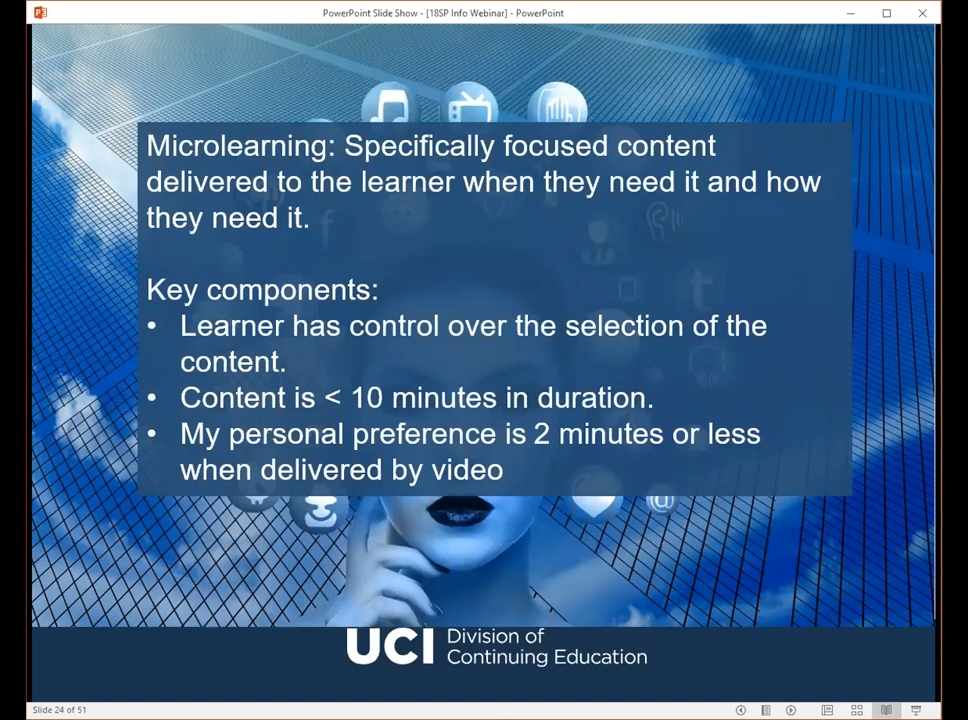 PowerPoint Slide Show - [18SP Info Webinar] - PowerPoint
Microlearning: Specifically focused content
delivered to the learner when they need it and how
they need it.
Key components:
• Learner has control over the selection of the
content.
• Content is < 10 minutes in duration.
• My personal preference is 2 minutes or less
when delivered by video
UCI Division of
Continuing Education
Slide 24 of 51